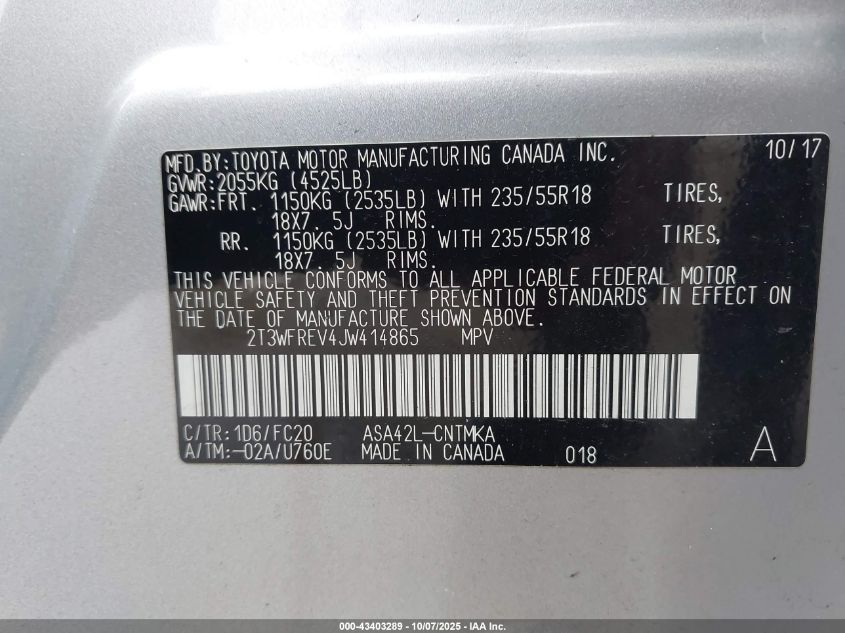 MFD.BY:TOYOTA MOTOR MANUFACTURING CANADA INC. 10/17
GVWR:2055KG (4525LB)
GAWR:FRT. 1150KG (2535LB) WITH 235/55R18 TIRES,
18X7. 5J RIMS.
RR. 1150KG (2535LB) WITH 235/55R18 TIRES,
18X7. 5J RIMS.
THIS VEHICLE CONFORMS TO ALL APPLICABLE FEDERAL MOTOR
VEHICLE SAFETY AND THEFT PREVENTION STANDARDS IN EFFECT ON
THE DATE OF MANUFACTURE SHOWN ABOVE.
2T3WFREV4JW414865 MPV
C/TR:1D6/FC20 ASA42L-CNTMKA
A/TM:-02A/U760E MADE IN CANADA 018 A
000-43403289 - 10/07/2025 - IAA Inc.